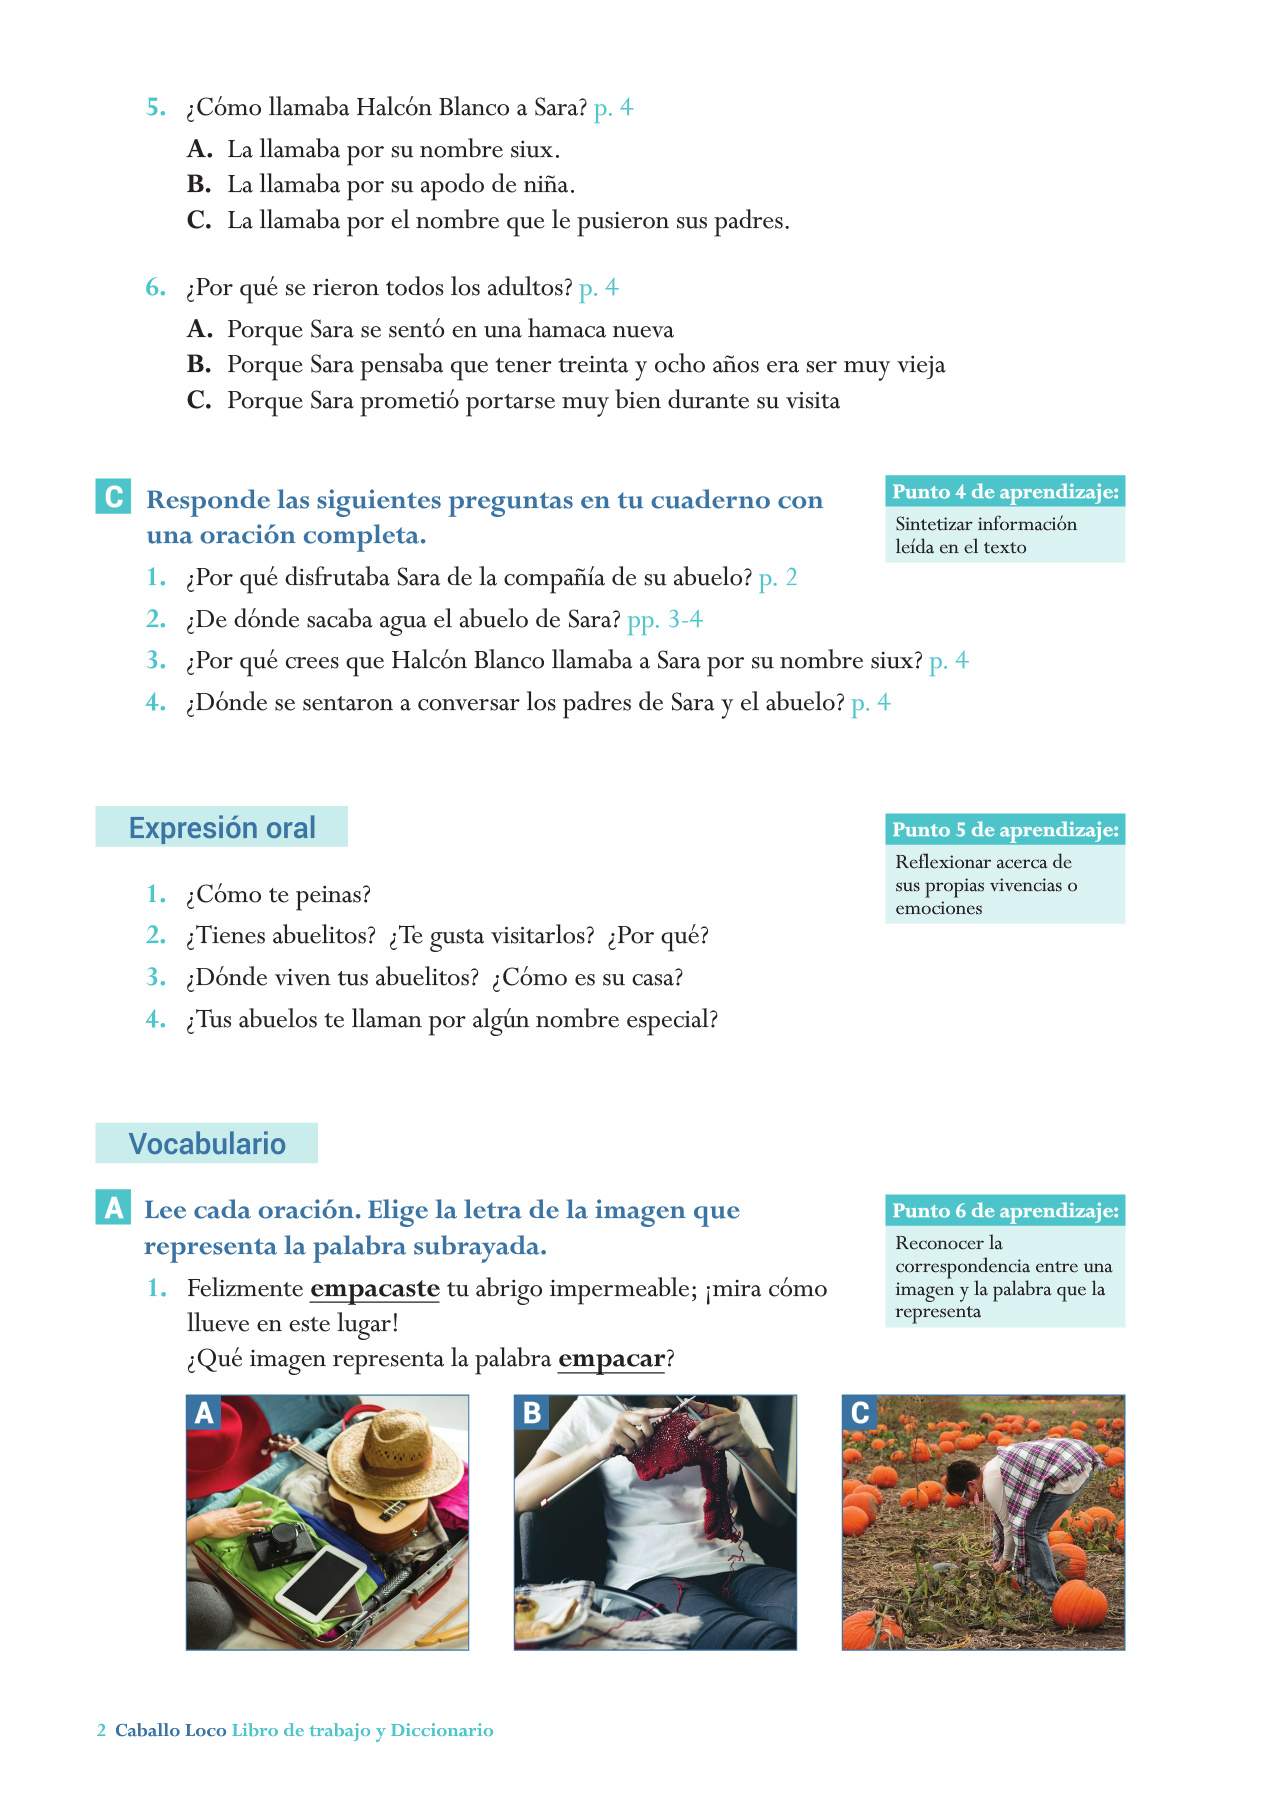 5. ¿Cómo llamaba Halcón Blanco a Sara? p. 4
A. La llamaba por su nombre siux.
B. La llamaba por su apodo de niña.
C. La llamaba por el nombre que le pusieron sus padres.
6. ¿Por qué se rieron todos los adultos? p. 4
A. Porque Sara se sentó en una hamaca nueva
B. Porque Sara pensaba que tener treinta y ocho años era ser muy vieja
C. Porque Sara prometió portarse muy bien durante su visita
C Responde las siguientes preguntas en tu cuaderno con
una oración completa.
Punto 4 de aprendizaje:
Sintetizar información
leída en el texto
1. ¿Por qué disfrutaba Sara de la compañía de su abuelo? p. 2
2. ¿De dónde sacaba agua el abuelo de Sara? pp. 3-4
3. ¿Por qué crees que Halcón Blanco llamaba a Sara por su nombre siux? p. 4
4. ¿Dónde se sentaron a conversar los padres de Sara y el abuelo? p. 4
Expresión oral
Punto 5 de aprendizaje:
Reflexionar acerca de
sus propias vivencias o
emociones
1. ¿Cómo te peinas?
2. ¿Tienes abuelitos? ¿Te gusta visitarlos? ¿Por qué?
3. ¿Dónde viven tus abuelitos? ¿Cómo es su casa?
4. ¿Tus abuelos te llaman por algún nombre especial?
Vocabulario
A Lee cada oración. Elige la letra de la imagen que
representa la palabra subrayada.
Punto 6 de aprendizaje:
Reconocer la
correspondencia entre una
imagen y la palabra que la
representa
1. Felizmente empacaste tu abrigo impermeable; ¡mira cómo
llueve en este lugar!
¿Qué imagen representa la palabra empacar?
A
B
C
2 Caballo Loco Libro de trabajo y Diccionario